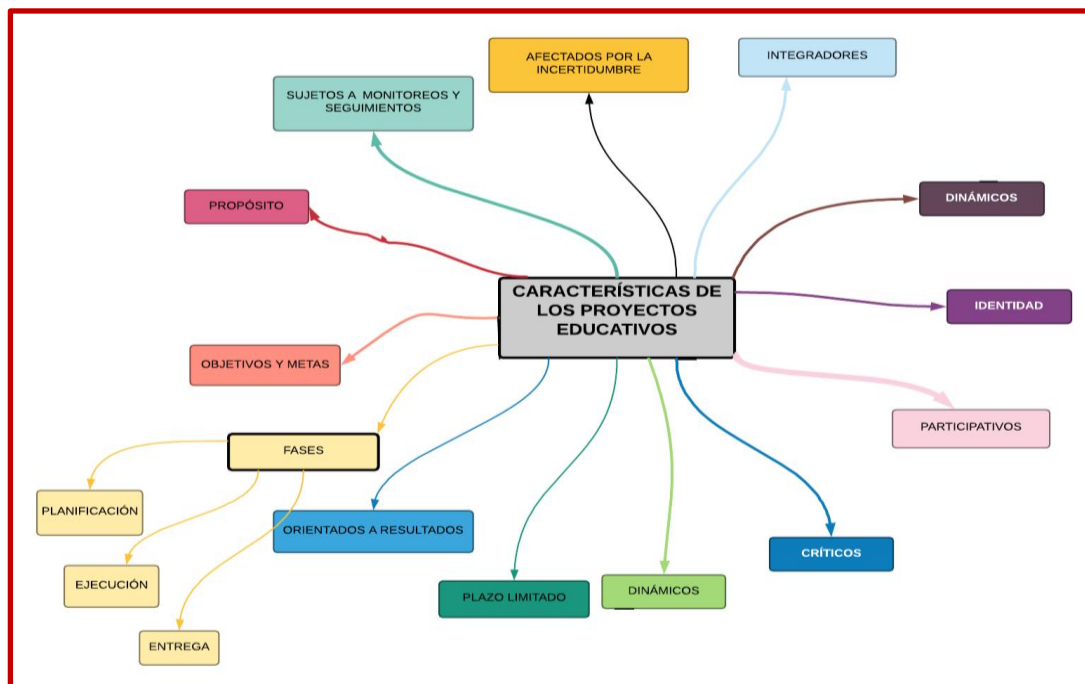 AFECTADOS POR LA
INCERTIDUMBRE
INTEGRADORES
SUJETOS A MONITOREOS Y
SEGUIMIENTOS
DINÁMICOS
PROPÓSITO
CARACTERÍSTICAS DE
LOS PROYECTOS
EDUCATIVOS
IDENTIDAD
OBJETIVOS Y METAS
PARTICIPATIVOS
FASES
PLANIFICACIÓN
ORIENTADOS A RESULTADOS
CRÍTICOS
EJECUCIÓN
PLAZO LIMITADO
DINÁMICOS
ENTREGA